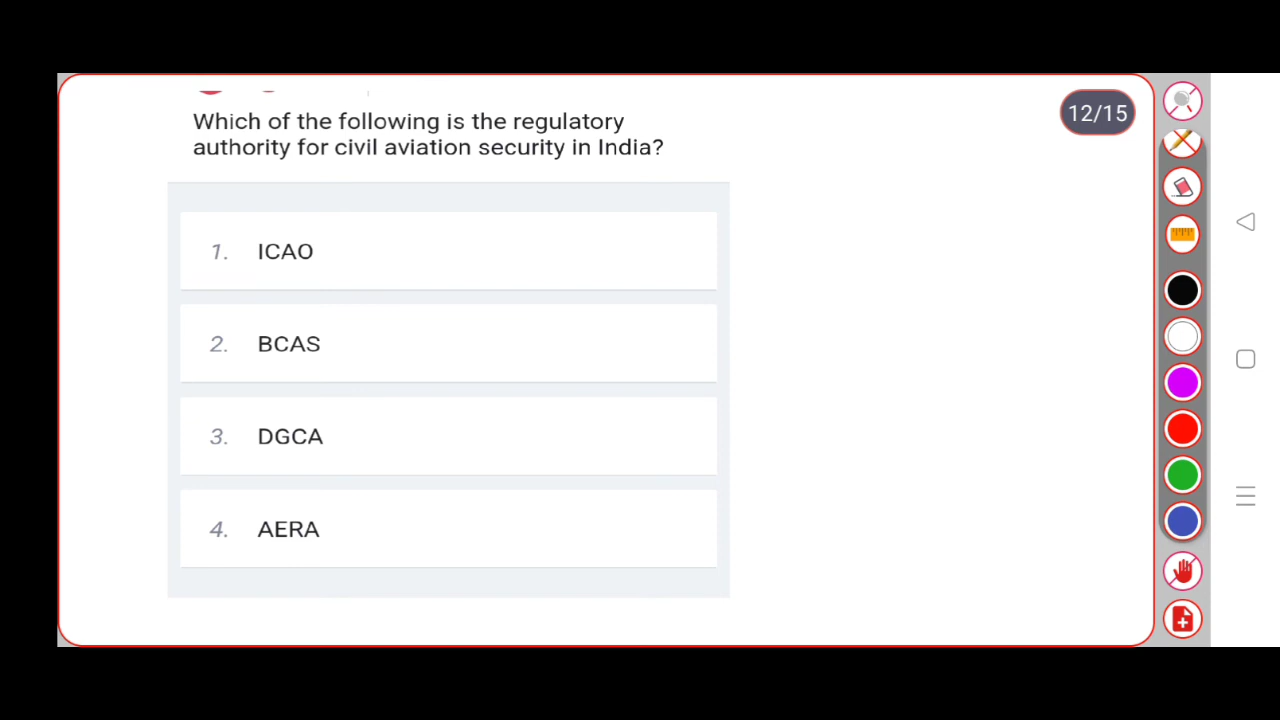 12/15
Which of the following is the regulatory
authority for civil aviation security in India?
1. ICAO
2. BCAS
3. DGCA
4. AERA